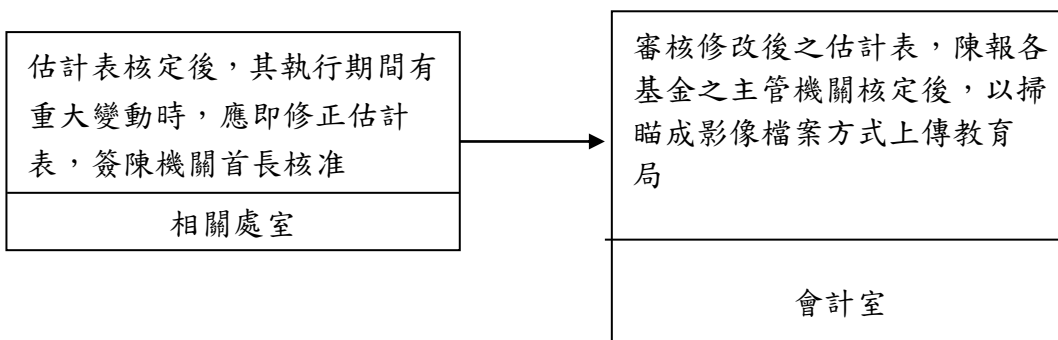 估計表核定後，其執行期間有
重大變動時，應即修正估計
表，簽陳機關首長核准
相關處室
審核修改後之估計表，陳報各
基金之主管機關核定後，以掃
瞄成影像檔案方式上傳教育
局
會計室